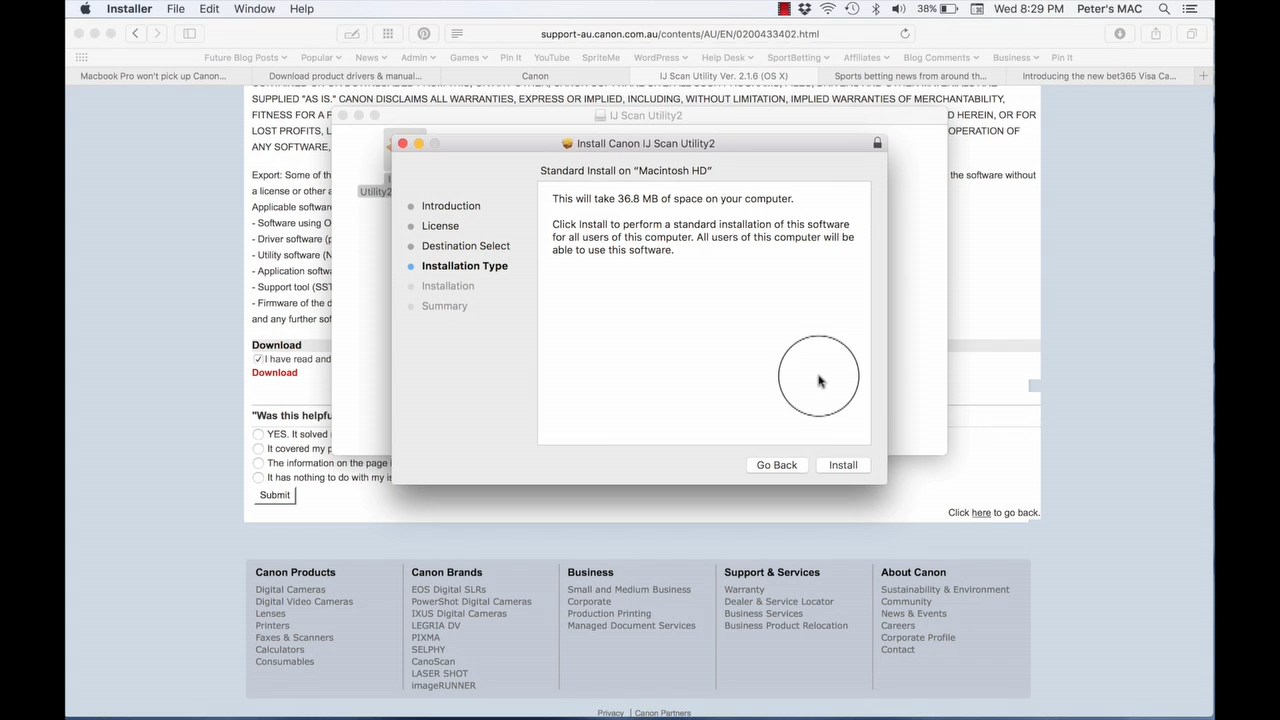 Installer File Edit Window Help 38% Wed 8:29 PM Peter's MAC
support-au.canon.com.au/contents/AU/EN/0200433402.html
Future Blog Posts Popular News Amazon Games Pin It YouTube SpriteMe WordPress Help Desk SportBetting Affiliates Blog Comments Business Pin It
Macbook Pro won't pick up Canon... Download product drivers & manual... Canon IJ Scan Utility Ver. 2.1.6 (OS X) Sports betting news from around th... Introducing the new bet365 Visa Ca...
SUPPLIED "AS IS." CANON DISCLAIMS ALL WARRANTIES, EXPRESS OR IMPLIED, INCLUDING, WITHOUT LIMITATION, IMPLIED WARRANTIES OF MERCHANTABILITY,
FITNESS FOR A D HEREIN, OR FOR
LOST PROFITS, L OPERATION OF
ANY SOFTWARE,
IJ Scan Utility2
Utility2
Export: Some of the the software without
a license or other a
Applicable software
- Software using O
- Driver software (p
- Utility software (N
- Application softwa
- Support tool (SST
- Firmware of the d
and any further sof
Install Canon IJ Scan Utility2
Standard Install on “Macintosh HD”
Introduction
License
Destination Select
Installation Type
Installation
Summary
This will take 36.8 MB of space on your computer.
Click Install to perform a standard installation of this software
for all users of this computer. All users of this computer will be
able to use this software.
Go Back Install
Download
I have read and
Download
"Was this helpfu
YES. It solved
It covered my p
The information on the page
It has nothing to do with my is
Submit
Click here to go back.
Canon Products
Digital Cameras
Digital Video Cameras
Lenses
Printers
Faxes & Scanners
Calculators
Consumables
Canon Brands
EOS Digital SLRs
PowerShot Digital Cameras
IXUS Digital Cameras
LEGRIA DV
PIXMA
SELPHY
CanoScan
LASER SHOT
imageRUNNER
Business
Small and Medium Business
Corporate
Production Printing
Managed Document Services
Support & Services
Warranty
Dealer & Service Locator
Business Services
Business Product Relocation
About Canon
Sustainability & Environment
Community
News & Events
Careers
Corporate Profile
Contact
Privacy | Canon Partners